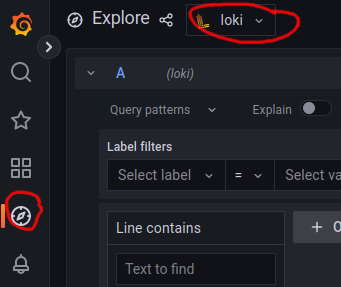 Explore
loki
A (loki)
Query patterns Explain
Label filters
Select label = Select va
Line contains
+ O
Text to find